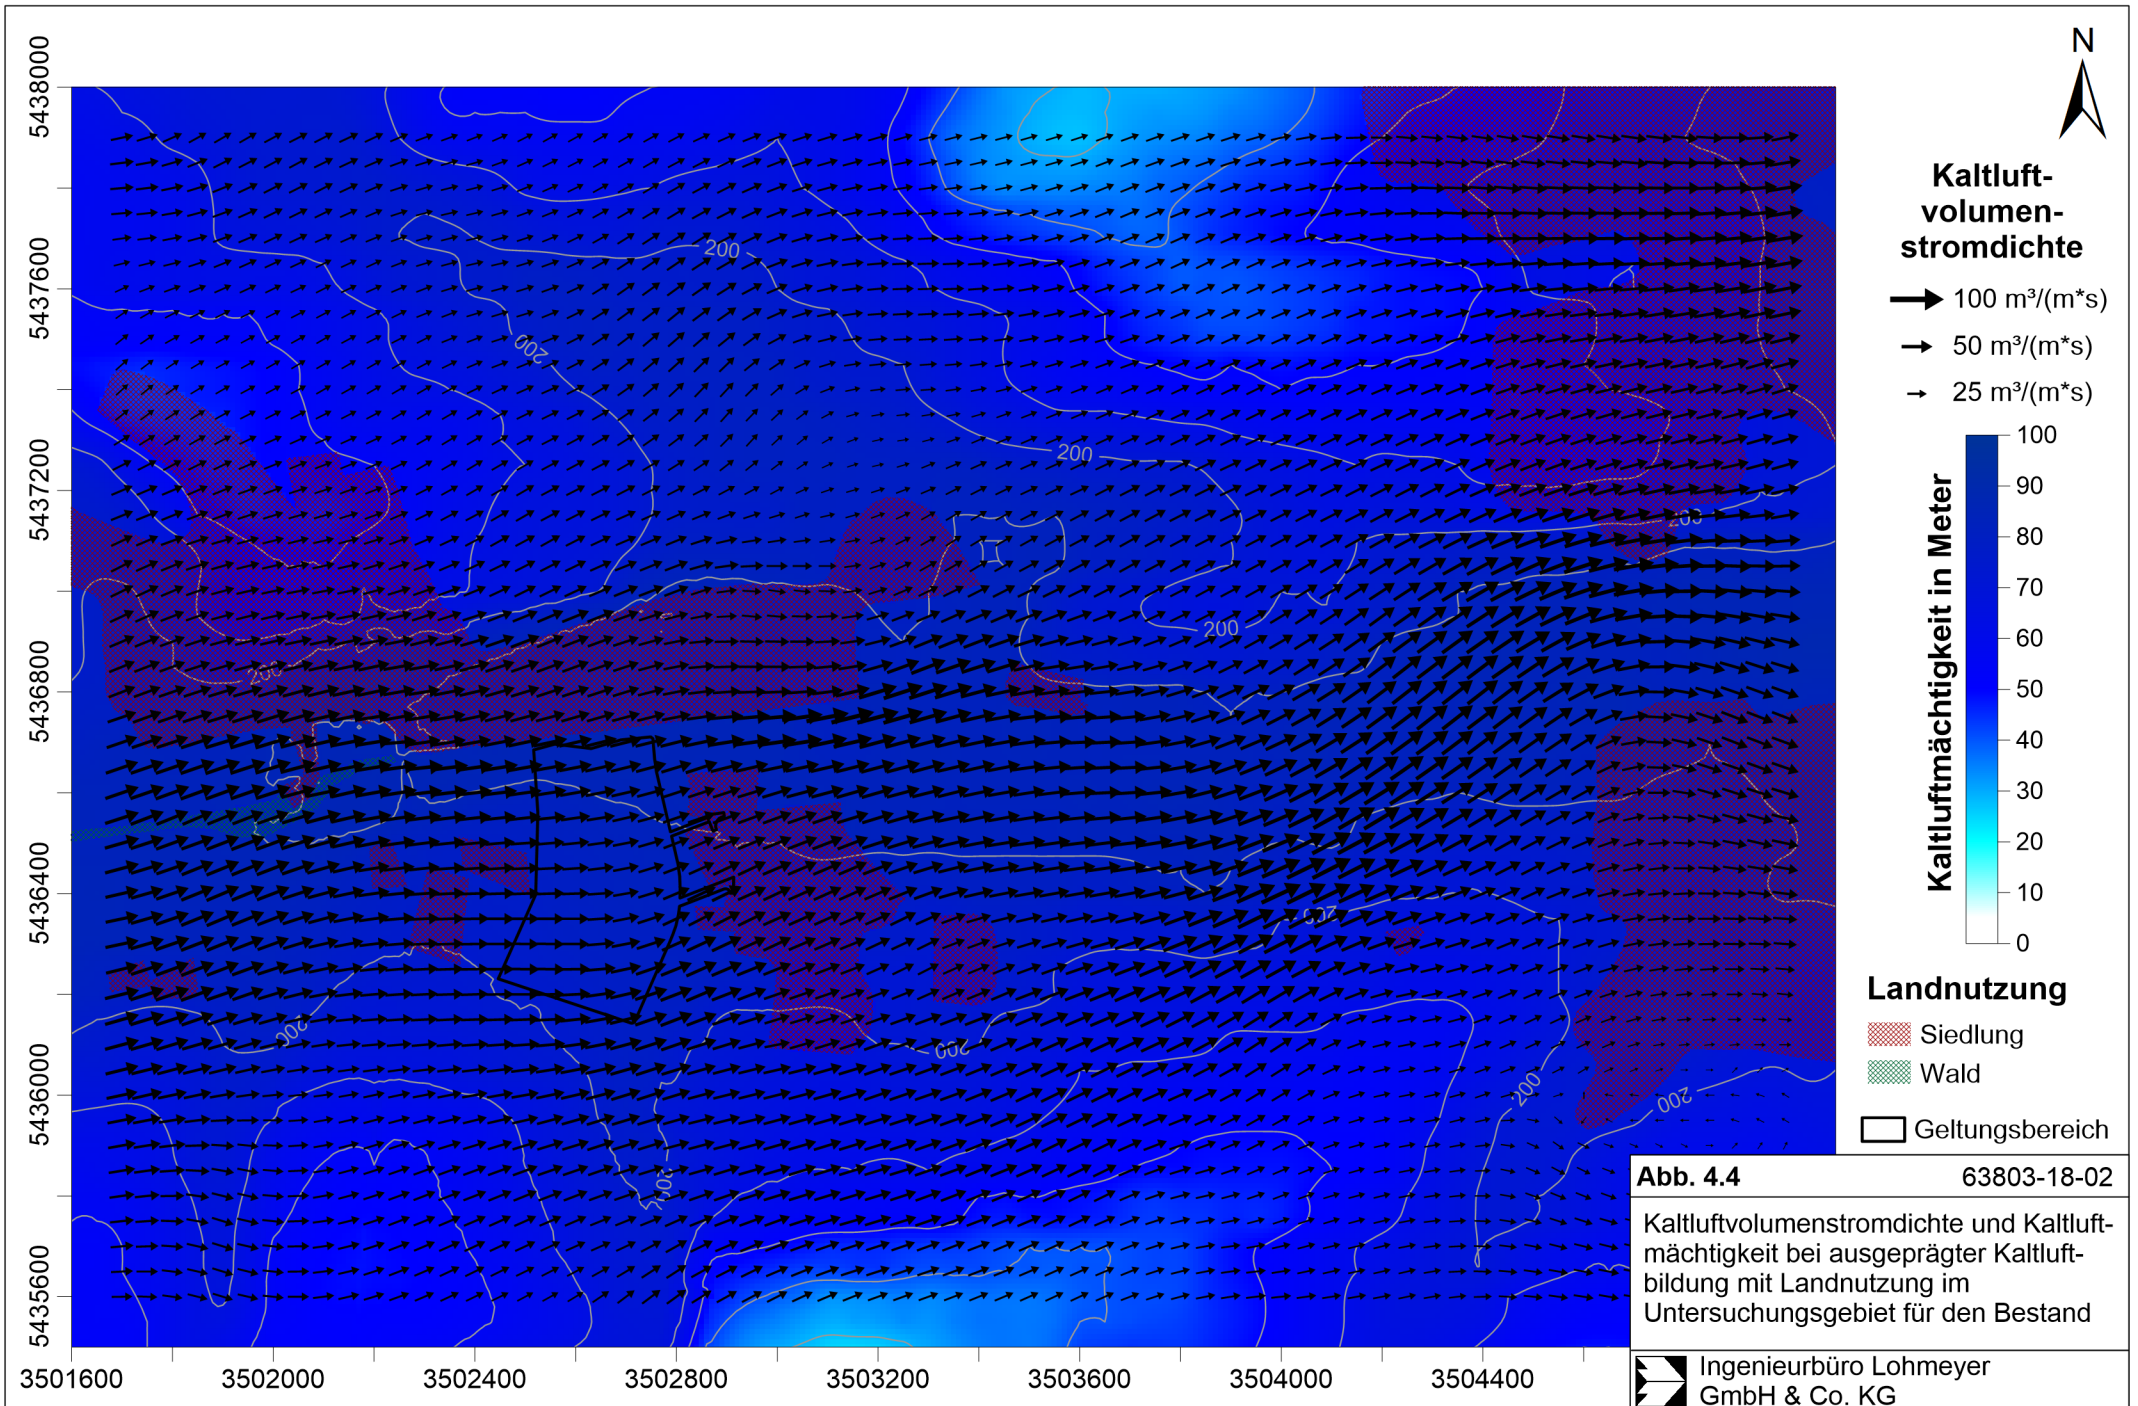 N
5438000
5437600
5437200
5436800
5436400
5436000
5435600
3501600
3502000
3502400
3502800
3503200
3503600
3504000
3504400
200
200
200
200
200
200
200
200
200
200
200
200
Kaltluft-
volumen-
stromdichte
100 m³/(m*s)
50 m³/(m*s)
25 m³/(m*s)
Kaltluftmächtigkeit in Meter
100
90
80
70
60
50
40
30
20
10
0
Landnutzung
Siedlung
Wald
Geltungsbereich
Abb. 4.4 63803-18-02
Kaltluftvolumenstromdichte und Kaltluft-
mächtigkeit bei ausgeprägter Kaltluft-
bildung mit Landnutzung im
Untersuchungsgebiet für den Bestand
Ingenieurbüro Lohmeyer
GmbH & Co. KG